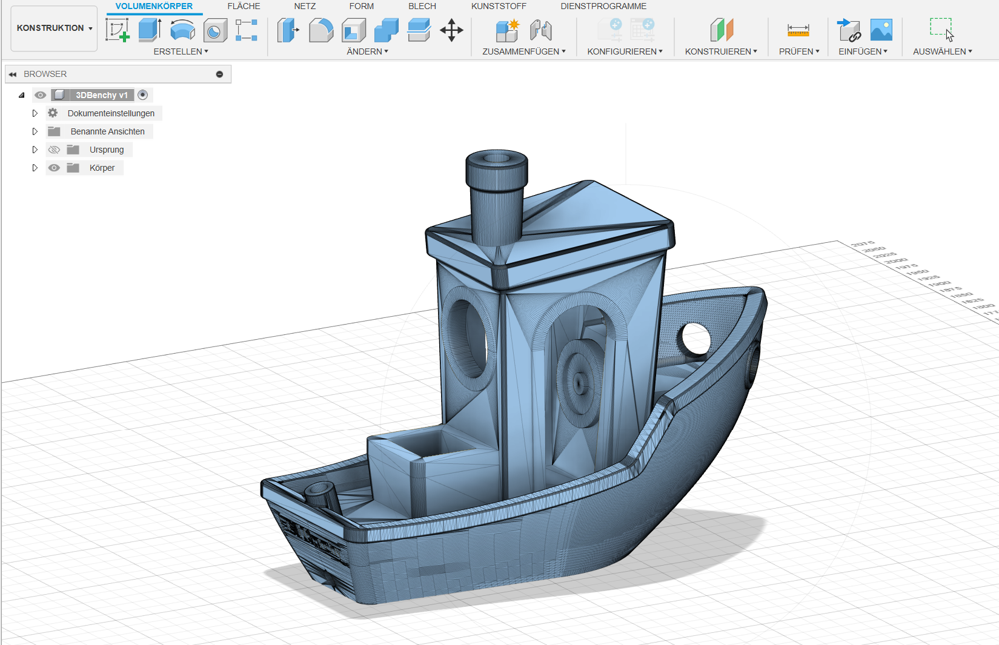 VOLUMENKÖRPER FLÄCHE NETZ FORM BLECH KUNSTSTOFF DIENSTPROGRAMME
KONSTRUKTION
ERSTELLEN ÄNDERN ZUSAMMENFÜGEN KONFIGURIEREN KONSTRUIEREN PRÜFEN EINFÜGEN AUSWÄHLEN
BROWSER
3DBenchy v1
Dokumenteinstellungen
Benannte Ansichten
Ursprung
Körper
2075
2050
2025
2000
1975
1950
1925
1900
1875
1850
1825
1800